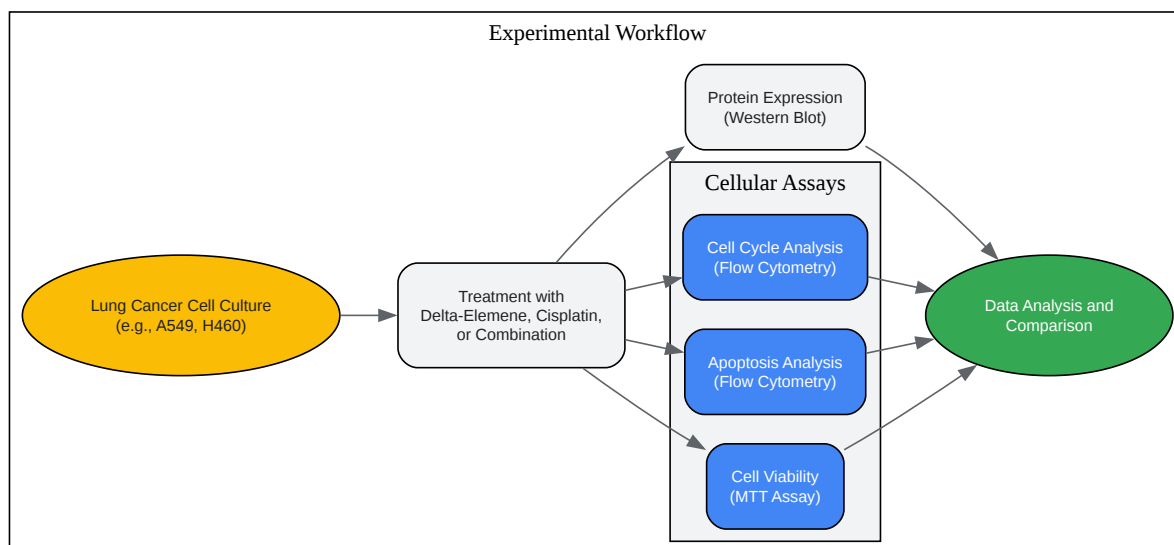 Experimental Workflow
Protein Expression
(Western Blot)
Cellular Assays
Cell Cycle Analysis
(Flow Cytometry)
Lung Cancer Cell Culture
(e.g., A549, H460)
Treatment with
Delta-Elemene, Cisplatin,
or Combination
Data Analysis and
Comparison
Apoptosis Analysis
(Flow Cytometry)
Cell Viability
(MTT Assay)